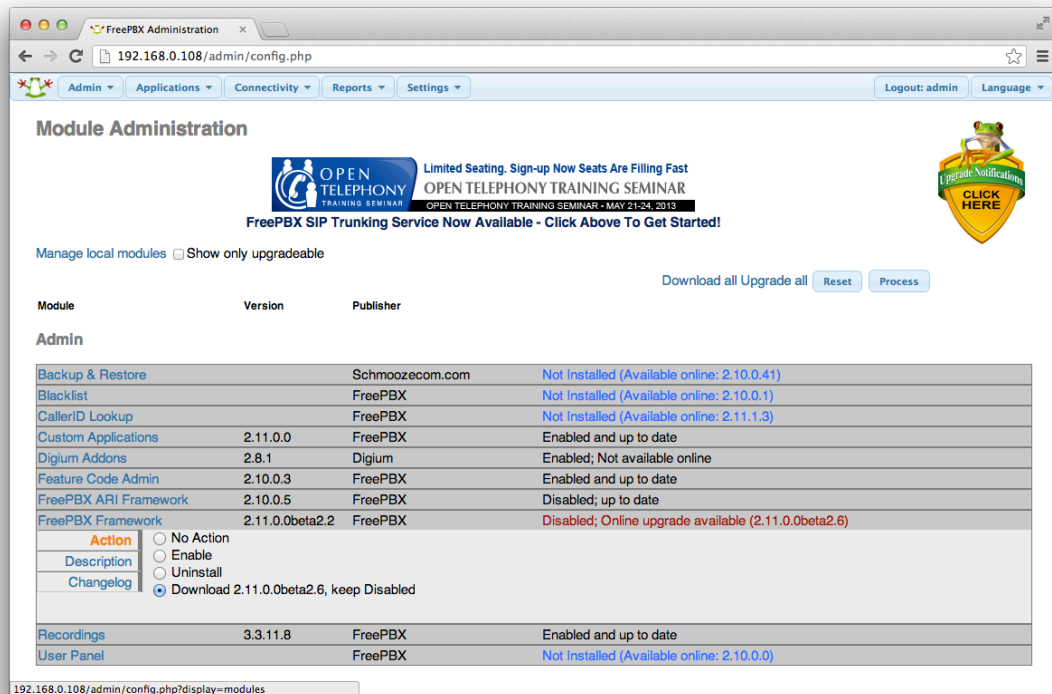 FreePBX Administration
192.168.0.108/admin/config.php
Admin Applications Connectivity Reports Settings Logout: admin Language
Module Administration
OPEN TELEPHONY TRAINING SEMINAR
Limited Seating. Sign-up Now Seats Are Filling Fast
OPEN TELEPHONY TRAINING SEMINAR
OPEN TELEPHONY TRAINING SEMINAR • MAY 21-24, 2013
FreePBX SIP Trunking Service Now Available - Click Above To Get Started!
Upgrade Notifications
CLICK
HERE
Manage local modules Show only upgradeable
Download all Upgrade all Reset Process
Module Version Publisher
Admin
Backup & Restore Schmoozecom.com Not Installed (Available online: 2.10.0.41)
Blacklist FreePBX Not Installed (Available online: 2.10.0.1)
CallerID Lookup FreePBX Not Installed (Available online: 2.11.1.3)
Custom Applications 2.11.0.0 FreePBX Enabled and up to date
Digium Addons 2.8.1 Digium Enabled; Not available online
Feature Code Admin 2.10.0.3 FreePBX Enabled and up to date
FreePBX ARI Framework 2.10.0.5 FreePBX Disabled; up to date
FreePBX Framework 2.11.0.0beta2.2 FreePBX Disabled; Online upgrade available (2.11.0.0beta2.6)
Action No Action
Enable
Description
Uninstall
Changelog
Download 2.11.0.0beta2.6, keep Disabled
Recordings 3.3.11.8 FreePBX Enabled and up to date
User Panel FreePBX Not Installed (Available online: 2.10.0.0)
192.168.0.108/admin/config.php?display=modules